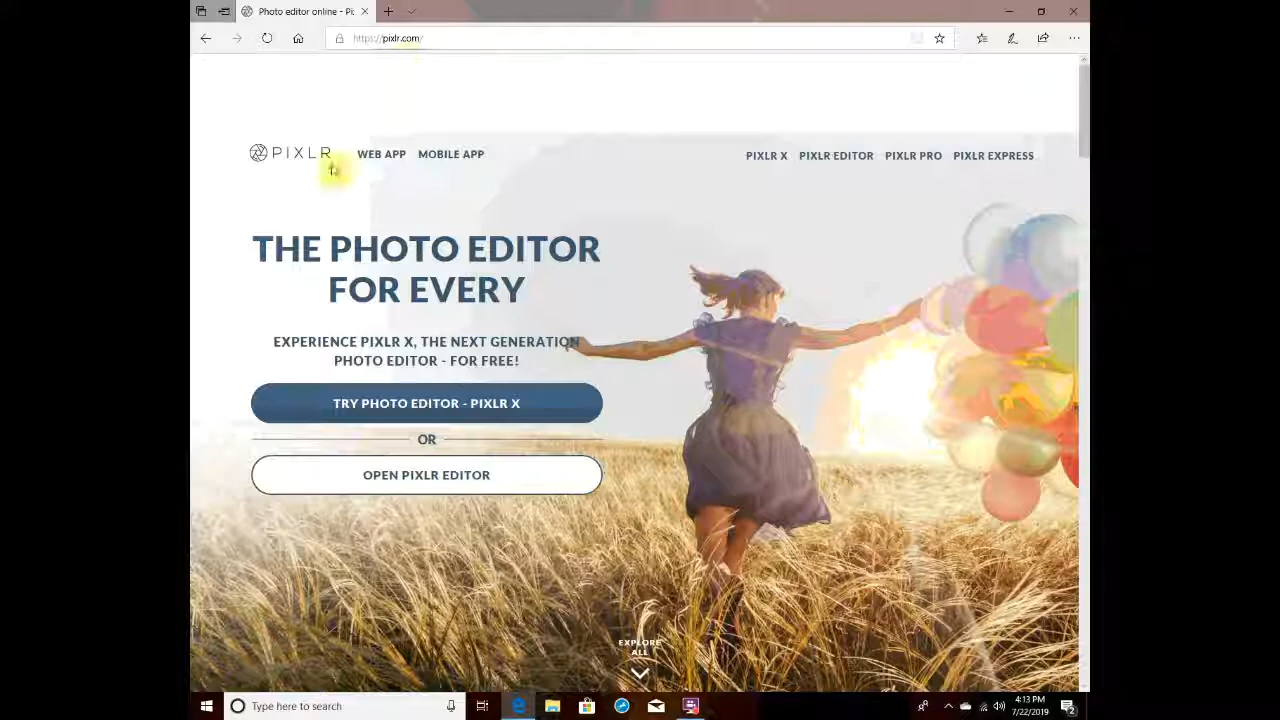 Photo editor online - Pi
https://pixlr.com/
PIXLR
WEB APP
MOBILE APP
PIXLR X
PIXLR EDITOR
PIXLR PRO
PIXLR EXPRESS
THE PHOTO EDITOR
FOR EVERY
EXPERIENCE PIXLR X, THE NEXT GENERATION
PHOTO EDITOR - FOR FREE!
TRY PHOTO EDITOR - PIXLR X
OR
OPEN PIXLR EDITOR
EXPLORE
ALL
Type here to search
4:13 PM
7/22/2019
2